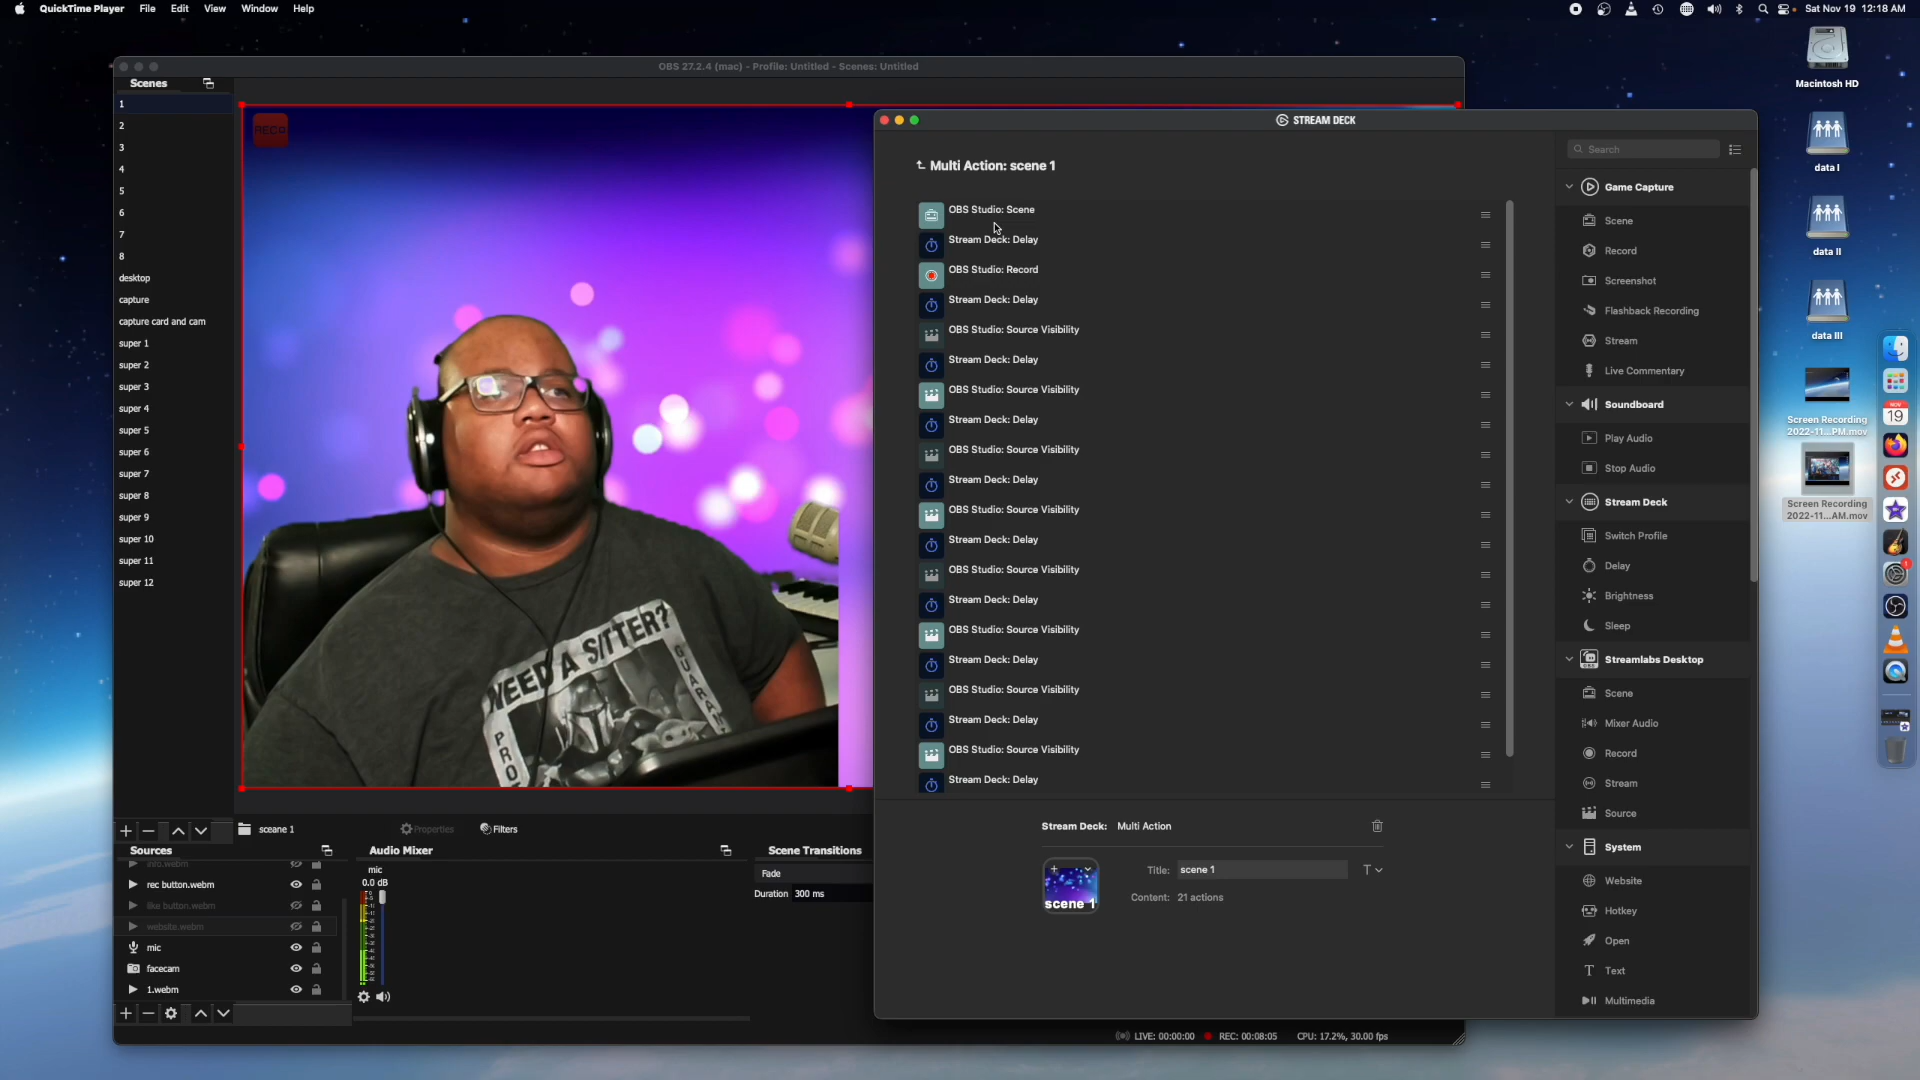 QuickTime Player File Edit View Window Help
Sat Nov 19 12:18 AM
OBS 27.2.4 (mac) - Profile: Untitled - Scenes: Untitled
Scenes
1
2
3
4
5
6
7
8
desktop
capture
capture card and cam
super 1
super 2
super 3
super 4
super 5
super 6
super 7
super 8
super 9
super 10
super 11
super 12
REC
NEED A SITTER?
GUARAN
PRO
sceane 1
Properties
Filters
Sources
info.webm
rec button.webm
like button.webm
website.webm
mic
facecam
1.webm
Audio Mixer
mic
0.0 dB
Scene Transitions
Fade
Duration 300 ms
LIVE: 00:00:00 REC: 00:08:05 CPU: 17.2%, 30.00 fps
STREAM DECK
Multi Action: scene 1
OBS Studio: Scene
Stream Deck: Delay
OBS Studio: Record
Stream Deck: Delay
OBS Studio: Source Visibility
Stream Deck: Delay
OBS Studio: Source Visibility
Stream Deck: Delay
OBS Studio: Source Visibility
Stream Deck: Delay
OBS Studio: Source Visibility
Stream Deck: Delay
OBS Studio: Source Visibility
Stream Deck: Delay
OBS Studio: Source Visibility
Stream Deck: Delay
OBS Studio: Source Visibility
Stream Deck: Delay
OBS Studio: Source Visibility
Stream Deck: Delay
Stream Deck: Multi Action
scene 1
Title: scene 1
T
Content: 21 actions
Search
Game Capture
Scene
Record
Screenshot
Flashback Recording
Stream
Live Commentary
Soundboard
Play Audio
Stop Audio
Stream Deck
Switch Profile
Delay
Brightness
Sleep
Streamlabs Desktop
Scene
Mixer Audio
Record
Stream
Source
System
Website
Hotkey
Open
Text
Multimedia
Macintosh HD
data I
data II
data III
Screen Recording
2022-11...PM.mov
Screen Recording
2022-11...AM.mov
NOV
19
1